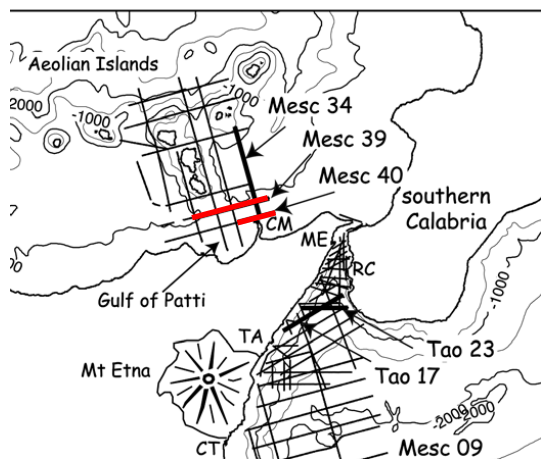 Aeolian Islands
-1000
-2000
-1000
Mesc 34
Mesc 39
Mesc 40
southern
Calabria
CM
ME
RC
Gulf of Patti
-1000
TA
Mt Etna
Tao 23
Tao 17
CT
-2000
2000
Mesc 09